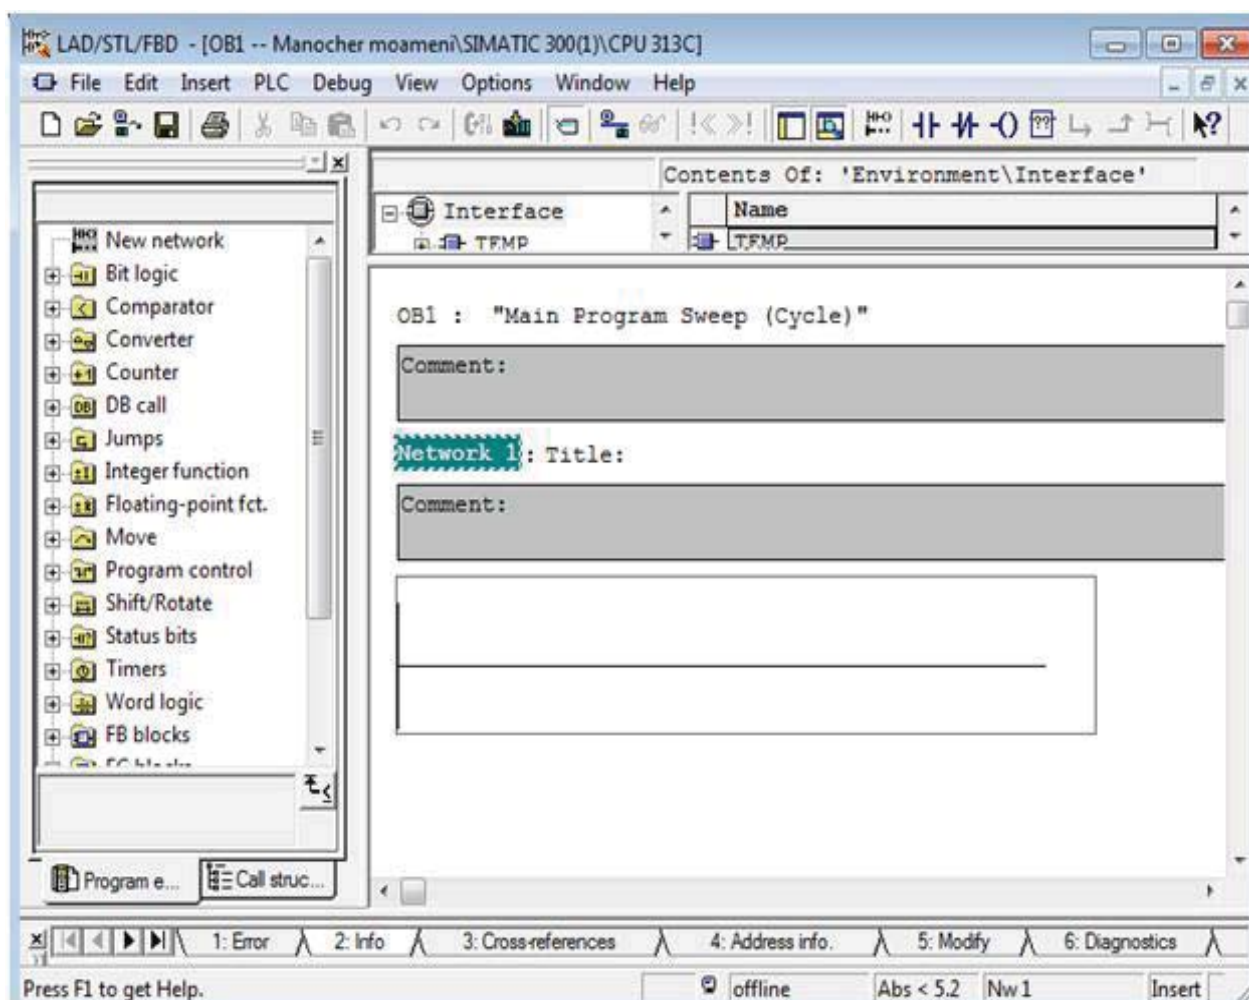 LAD/STL/FBD - [OB1 -- Manocher moameni\SIMATIC 300(1)\CPU 313C]
File Edit Insert PLC Debug View Options Window Help
Contents Of: 'Environment\Interface'
Interface
TEMP
Name
TEMP
New network
Bit logic
Comparator
Converter
Counter
DB call
Jumps
Integer function
Floating-point fct.
Move
Program control
Shift/Rotate
Status bits
Timers
Word logic
FB blocks
FC blocks
Program e...
Call struc...
OB1 : "Main Program Sweep (Cycle)"
Comment:
Network 1: Title:
Comment:
1: Error 2: Info 3: Cross-references 4: Address info. 5: Modify 6: Diagnostics
Press F1 to get Help. offline Abs < 5.2 Nw 1 Insert